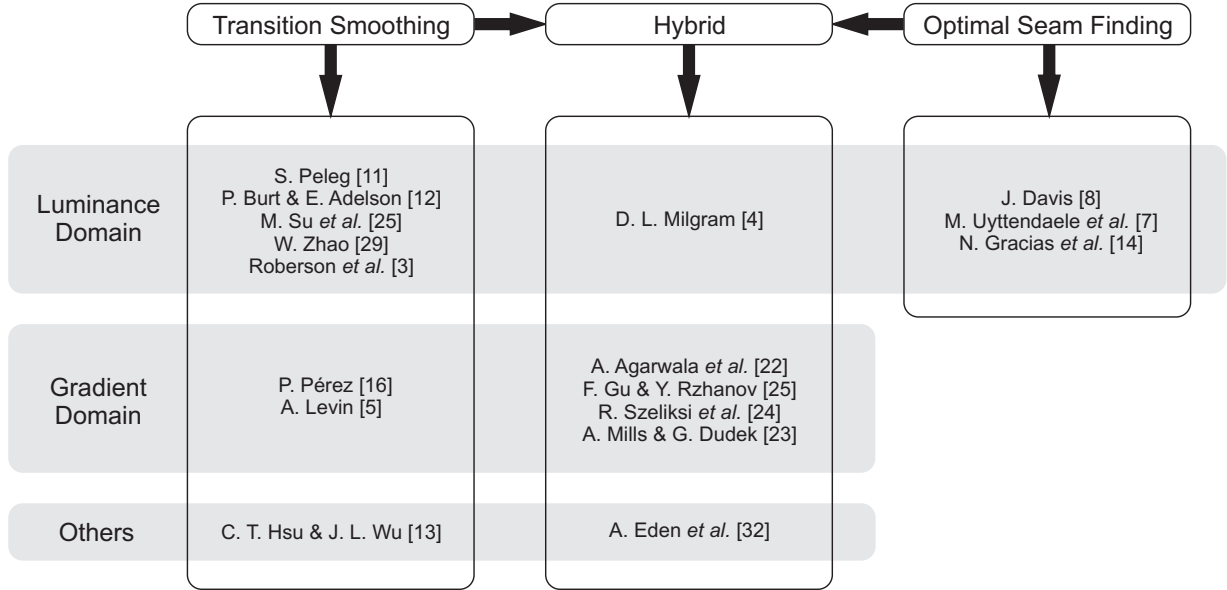 Transition Smoothing
Hybrid
Optimal Seam Finding
Luminance
Domain
S. Peleg [11]
P. Burt & E. Adelson [12]
M. Su et al. [25]
W. Zhao [29]
Roberson et al. [3]
D. L. Milgram [4]
J. Davis [8]
M. Uyttendaele et al. [7]
N. Gracias et al. [14]
Gradient
Domain
P. Pérez [16]
A. Levin [5]
A. Agarwala et al. [22]
F. Gu & Y. Rzhanov [25]
R. Szeliksi et al. [24]
A. Mills & G. Dudek [23]
Others
C. T. Hsu & J. L. Wu [13]
A. Eden et al. [32]